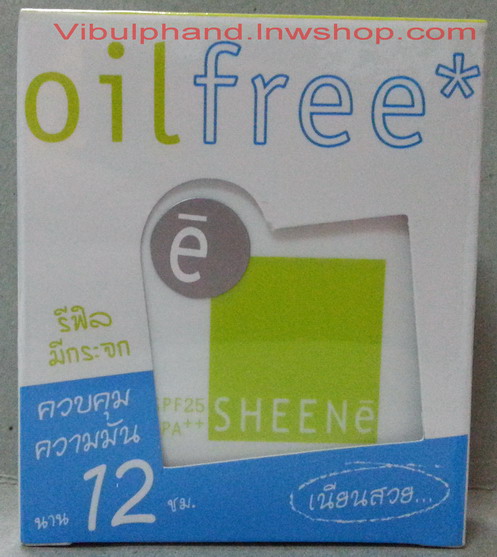 Vibulphand.lnwshop.com
oilfree*
ē
รีฟิล
มีกระจก
SPF25
PA++
SHEENē
ควบคุม
ความมัน
นาน 12 ชม.
เนียนสวย...